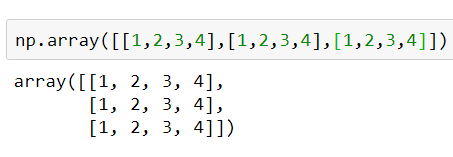 np.array([[1,2,3,4],[1,2,3,4],[1,2,3,4]])
array([[1, 2, 3, 4],
       [1, 2, 3, 4],
       [1, 2, 3, 4]])